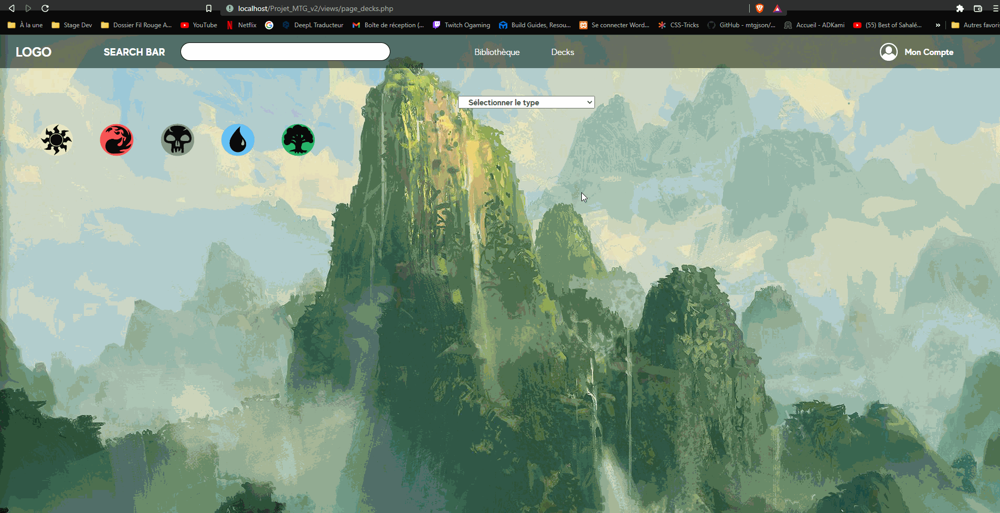 localhost/Projet_MTG_v2/views/page_decks.php
À la une Stage Dev Dossier Fil Rouge A... YouTube Netflix DeepL Traducteur Boîte de réception (... Twitch Ogaming Build Guides, Resou... Se connecter Word... CSS-Tricks GitHub - mtgjson/... Accueil - ADKami (55) Best of Sahalé... » Autres favoris
LOGO SEARCH BAR Bibliothèque Decks Mon Compte
Sélectionner le type